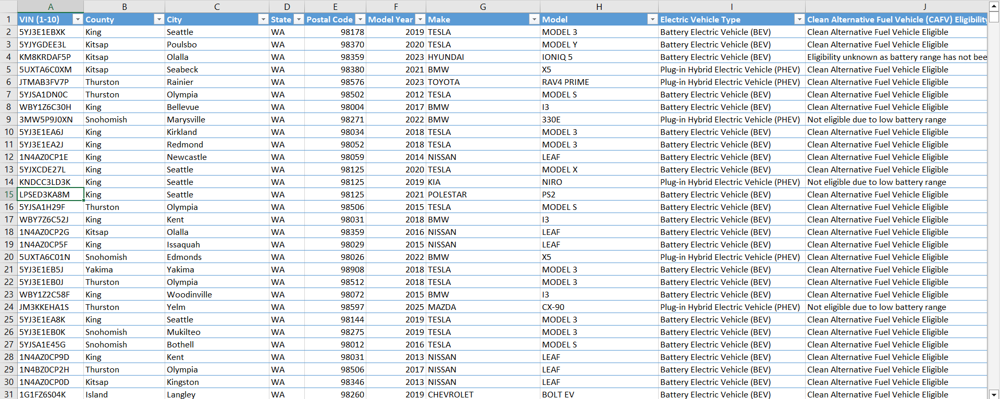 A B C D E F G H I J
1 VIN (1-10) County City State Postal Code Model Year Make Model Electric Vehicle Type Clean Alternative Fuel Vehicle (CAFV) Eligibility
2 5YJ3E1EBXK King Seattle WA 98178 2019 TESLA MODEL 3 Battery Electric Vehicle (BEV) Clean Alternative Fuel Vehicle Eligible
3 5YJYGDEE3L Kitsap Poulsbo WA 98370 2020 TESLA MODEL Y Battery Electric Vehicle (BEV) Clean Alternative Fuel Vehicle Eligible
4 KM8KRDAF5P Kitsap Olalla WA 98359 2023 HYUNDAI IONIQ 5 Battery Electric Vehicle (BEV) Eligibility unknown as battery range has not bee
5 5UXTA6C0XM Kitsap Seabeck WA 98380 2021 BMW X5 Plug-in Hybrid Electric Vehicle (PHEV) Clean Alternative Fuel Vehicle Eligible
6 JTMAB3FV7P Thurston Rainier WA 98576 2023 TOYOTA RAV4 PRIME Plug-in Hybrid Electric Vehicle (PHEV) Clean Alternative Fuel Vehicle Eligible
7 5YJSA1DN0C Thurston Olympia WA 98502 2012 TESLA MODEL S Battery Electric Vehicle (BEV) Clean Alternative Fuel Vehicle Eligible
8 WBY1Z6C30H King Bellevue WA 98004 2017 BMW I3 Battery Electric Vehicle (BEV) Clean Alternative Fuel Vehicle Eligible
9 3MW5P9J0XN Snohomish Marysville WA 98271 2022 BMW 330E Plug-in Hybrid Electric Vehicle (PHEV) Not eligible due to low battery range
10 5YJ3E1EA6J King Kirkland WA 98034 2018 TESLA MODEL 3 Battery Electric Vehicle (BEV) Clean Alternative Fuel Vehicle Eligible
11 5YJ3E1EA2J King Redmond WA 98052 2018 TESLA MODEL 3 Battery Electric Vehicle (BEV) Clean Alternative Fuel Vehicle Eligible
12 1N4AZ0CP1E King Newcastle WA 98059 2014 NISSAN LEAF Battery Electric Vehicle (BEV) Clean Alternative Fuel Vehicle Eligible
13 5YJXCDE27L King Seattle WA 98125 2020 TESLA MODEL X Battery Electric Vehicle (BEV) Clean Alternative Fuel Vehicle Eligible
14 KNDCC3LD3K King Seattle WA 98125 2019 KIA NIRO Plug-in Hybrid Electric Vehicle (PHEV) Not eligible due to low battery range
15 LPSED3KA8M King Seattle WA 98125 2021 POLESTAR PS2 Battery Electric Vehicle (BEV) Clean Alternative Fuel Vehicle Eligible
16 5YJSA1H29F Thurston Olympia WA 98506 2015 TESLA MODEL S Battery Electric Vehicle (BEV) Clean Alternative Fuel Vehicle Eligible
17 WBY7Z6C52J King Kent WA 98031 2018 BMW I3 Battery Electric Vehicle (BEV) Clean Alternative Fuel Vehicle Eligible
18 1N4AZ0CP2G Kitsap Olalla WA 98359 2016 NISSAN LEAF Battery Electric Vehicle (BEV) Clean Alternative Fuel Vehicle Eligible
19 1N4AZ0CP5F King Issaquah WA 98029 2015 NISSAN LEAF Battery Electric Vehicle (BEV) Clean Alternative Fuel Vehicle Eligible
20 5UXTA6C01N Snohomish Edmonds WA 98026 2022 BMW X5 Plug-in Hybrid Electric Vehicle (PHEV) Clean Alternative Fuel Vehicle Eligible
21 5YJ3E1EB5J Yakima Yakima WA 98908 2018 TESLA MODEL 3 Battery Electric Vehicle (BEV) Clean Alternative Fuel Vehicle Eligible
22 5YJ3E1EB0J Thurston Olympia WA 98512 2018 TESLA MODEL 3 Battery Electric Vehicle (BEV) Clean Alternative Fuel Vehicle Eligible
23 WBY1Z2C58F King Woodinville WA 98072 2015 BMW I3 Battery Electric Vehicle (BEV) Clean Alternative Fuel Vehicle Eligible
24 JM3KKEHA1S Thurston Yelm WA 98597 2025 MAZDA CX-90 Plug-in Hybrid Electric Vehicle (PHEV) Not eligible due to low battery range
25 5YJ3E1EA8K King Seattle WA 98144 2019 TESLA MODEL 3 Battery Electric Vehicle (BEV) Clean Alternative Fuel Vehicle Eligible
26 5YJ3E1EB0K Snohomish Mukilteo WA 98275 2019 TESLA MODEL 3 Battery Electric Vehicle (BEV) Clean Alternative Fuel Vehicle Eligible
27 5YJSA1E45G Snohomish Bothell WA 98012 2016 TESLA MODEL S Battery Electric Vehicle (BEV) Clean Alternative Fuel Vehicle Eligible
28 1N4AZ0CP9D King Kent WA 98031 2013 NISSAN LEAF Battery Electric Vehicle (BEV) Clean Alternative Fuel Vehicle Eligible
29 1N4BZ0CP2H Thurston Olympia WA 98506 2017 NISSAN LEAF Battery Electric Vehicle (BEV) Clean Alternative Fuel Vehicle Eligible
30 1N4AZ0CP0D Kitsap Kingston WA 98346 2013 NISSAN LEAF Battery Electric Vehicle (BEV) Clean Alternative Fuel Vehicle Eligible
31 1G1FZ6S04K Island Langley WA 98260 2019 CHEVROLET BOLT EV Battery Electric Vehicle (BEV) Clean Alternative Fuel Vehicle Eligible